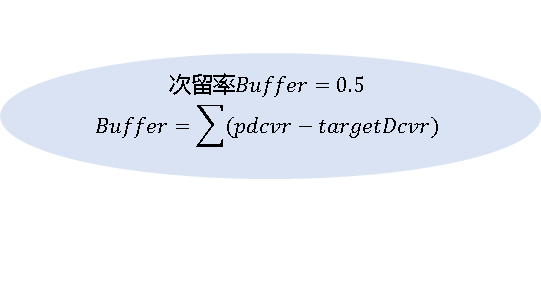 次留率Buffer = 0.5
Buffer = ∑(pdcvr − targetDcvr)